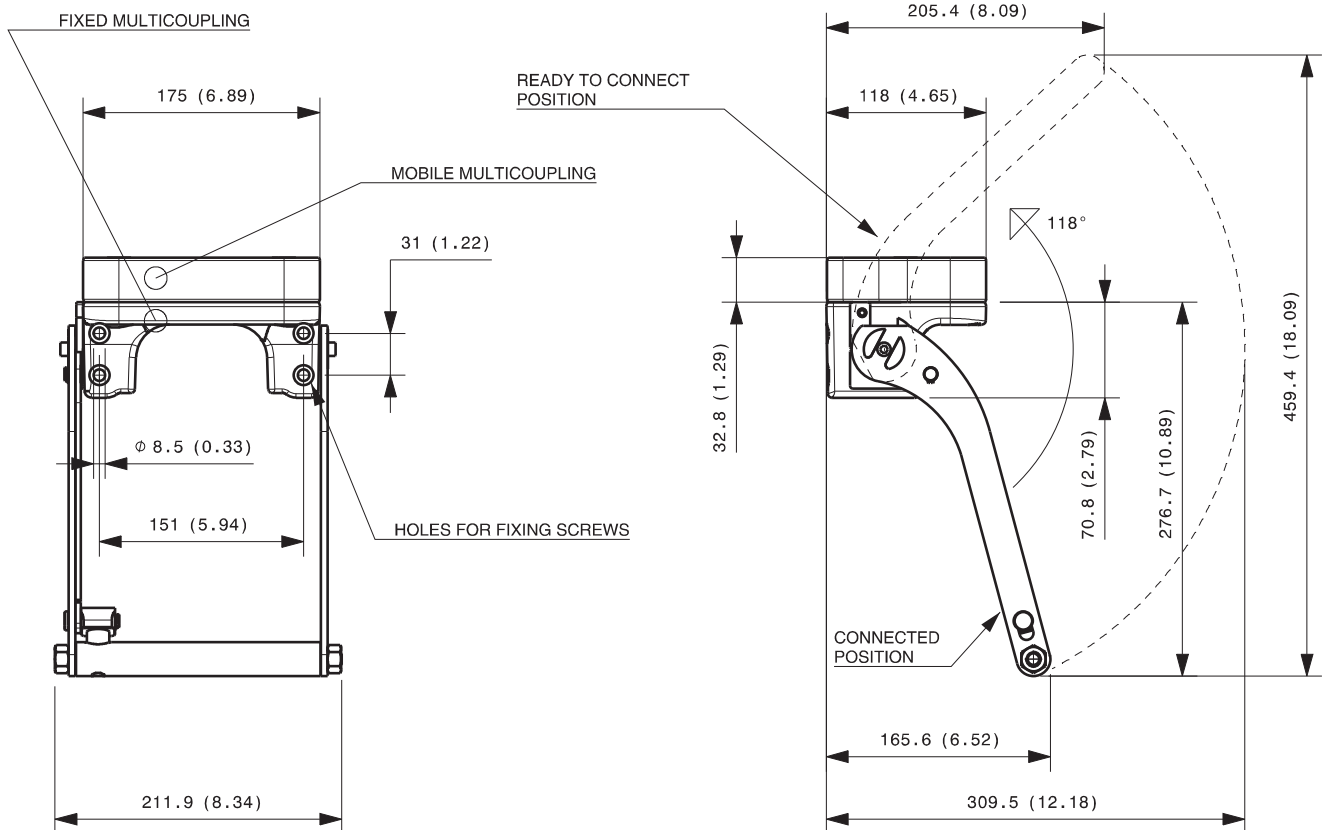 FIXED MULTICOUPLING
205.4 (8.09)
READY TO CONNECT
POSITION
175 (6.89)
118 (4.65)
MOBILE MULTICOUPLING
31 (1.22)
118°
32.8 (1.29)
459.4 (18.09)
Φ 8.5 (0.33)
70.8 (2.79)
276.7 (10.89)
151 (5.94)
HOLES FOR FIXING SCREWS
CONNECTED
POSITION
165.6 (6.52)
211.9 (8.34)
309.5 (12.18)